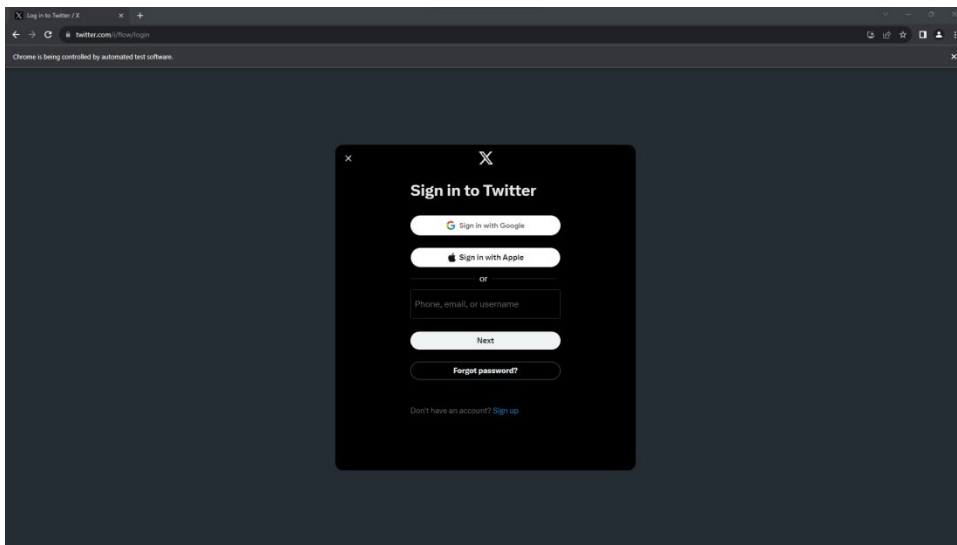 Log in to Twitter / X
twitter.com/i/flow/login
Chrome is being controlled by automated test software.
Sign in to Twitter
Sign in with Google
Sign in with Apple
or
Phone, email, or username
Next
Forgot password?
Don't have an account? Sign up